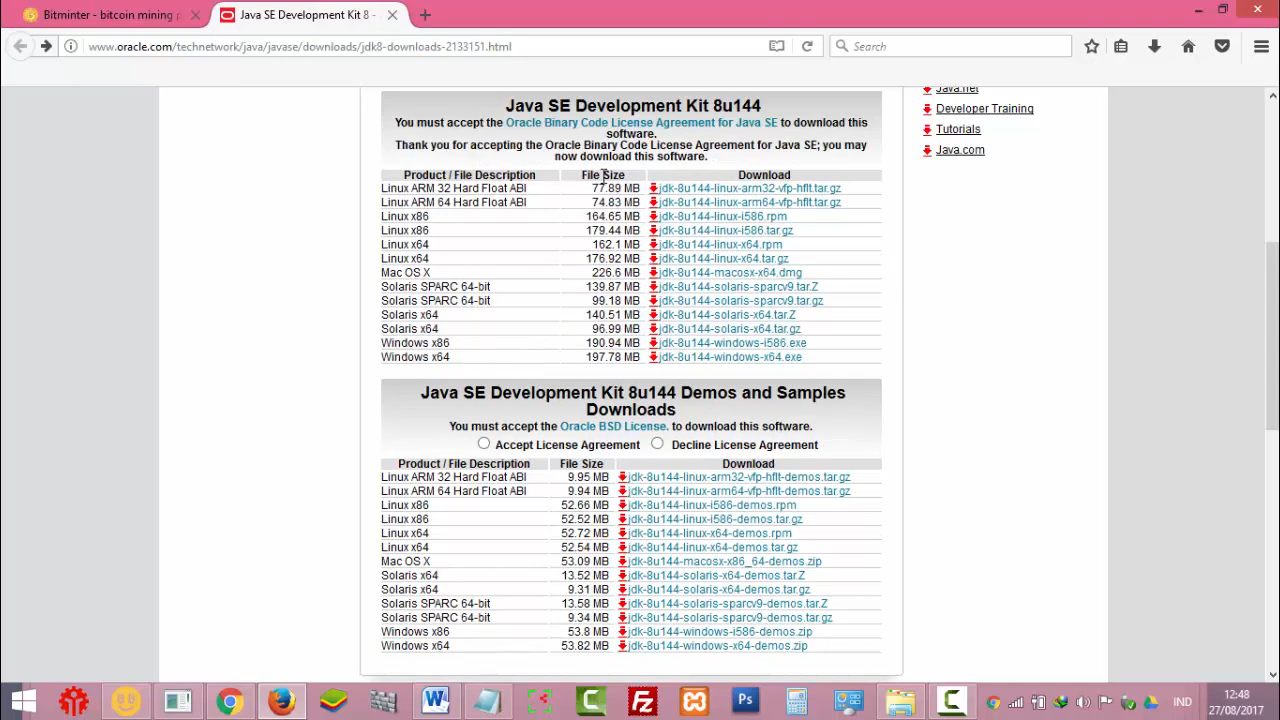 Bitminter - bitcoin mining p
Java SE Development Kit 8 -
www.oracle.com/technetwork/java/javase/downloads/jdk8-downloads-2133151.html
Search
Java.net
Developer Training
Tutorials
Java.com
Java SE Development Kit 8u144
You must accept the Oracle Binary Code License Agreement for Java SE to download this
software.
Thank you for accepting the Oracle Binary Code License Agreement for Java SE; you may
now download this software.
Product / File Description File Size Download
Linux ARM 32 Hard Float ABI 77.89 MB jdk-8u144-linux-arm32-vfp-hflt.tar.gz
Linux ARM 64 Hard Float ABI 74.83 MB jdk-8u144-linux-arm64-vfp-hflt.tar.gz
Linux x86 164.65 MB jdk-8u144-linux-i586.rpm
Linux x86 179.44 MB jdk-8u144-linux-i586.tar.gz
Linux x64 162.1 MB jdk-8u144-linux-x64.rpm
Linux x64 176.92 MB jdk-8u144-linux-x64.tar.gz
Mac OS X 226.6 MB jdk-8u144-macosx-x64.dmg
Solaris SPARC 64-bit 139.87 MB jdk-8u144-solaris-sparcv9.tar.Z
Solaris SPARC 64-bit 99.18 MB jdk-8u144-solaris-sparcv9.tar.gz
Solaris x64 140.51 MB jdk-8u144-solaris-x64.tar.Z
Solaris x64 96.99 MB jdk-8u144-solaris-x64.tar.gz
Windows x86 190.94 MB jdk-8u144-windows-i586.exe
Windows x64 197.78 MB jdk-8u144-windows-x64.exe
Java SE Development Kit 8u144 Demos and Samples
Downloads
You must accept the Oracle BSD License. to download this software.
Accept License Agreement Decline License Agreement
Product / File Description File Size Download
Linux ARM 32 Hard Float ABI 9.95 MB jdk-8u144-linux-arm32-vfp-hflt-demos.tar.gz
Linux ARM 64 Hard Float ABI 9.94 MB jdk-8u144-linux-arm64-vfp-hflt-demos.tar.gz
Linux x86 52.66 MB jdk-8u144-linux-i586-demos.rpm
Linux x86 52.52 MB jdk-8u144-linux-i586-demos.tar.gz
Linux x64 52.72 MB jdk-8u144-linux-x64-demos.rpm
Linux x64 52.54 MB jdk-8u144-linux-x64-demos.tar.gz
Mac OS X 53.09 MB jdk-8u144-macosx-x86_64-demos.zip
Solaris x64 13.52 MB jdk-8u144-solaris-x64-demos.tar.Z
Solaris x64 9.31 MB jdk-8u144-solaris-x64-demos.tar.gz
Solaris SPARC 64-bit 13.58 MB jdk-8u144-solaris-sparcv9-demos.tar.Z
Solaris SPARC 64-bit 9.34 MB jdk-8u144-solaris-sparcv9-demos.tar.gz
Windows x86 53.8 MB jdk-8u144-windows-i586-demos.zip
Windows x64 53.82 MB jdk-8u144-windows-x64-demos.zip
IND
12:48
27/08/2017